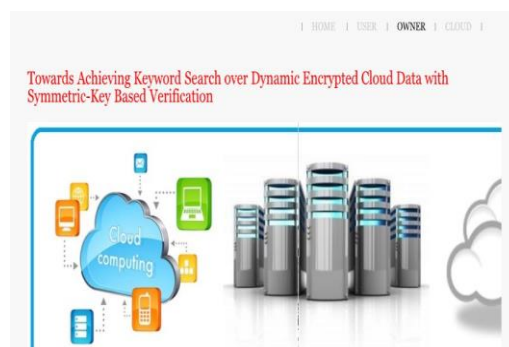 | HOME | USER | OWNER | CLOUD |
Towards Achieving Keyword Search over Dynamic Encrypted Cloud Data with
Symmetric-Key Based Verification
Cloud
computing